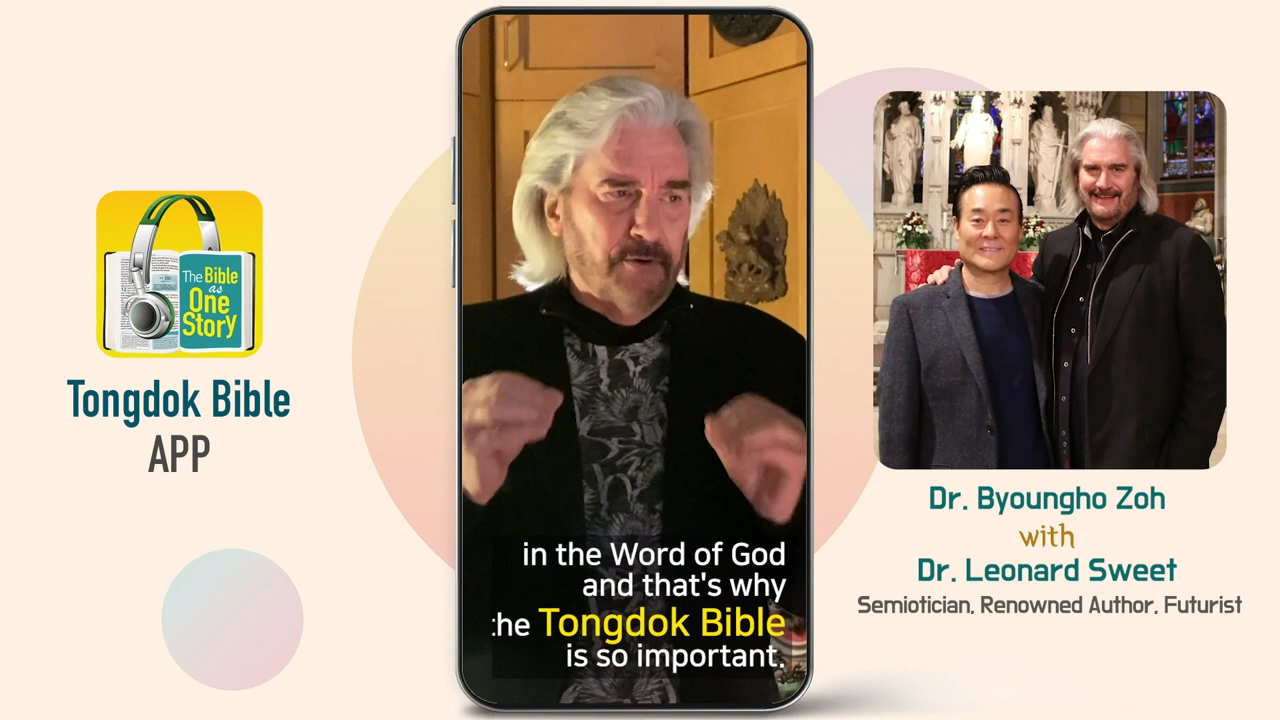 The Bible
as
One
Story
Tongdok Bible
APP
in the Word of God
and that's why
the Tongdok Bible
is so important.
Dr. Byoungho Zoh
with
Dr. Leonard Sweet
Semiotician, Renowned Author, Futurist